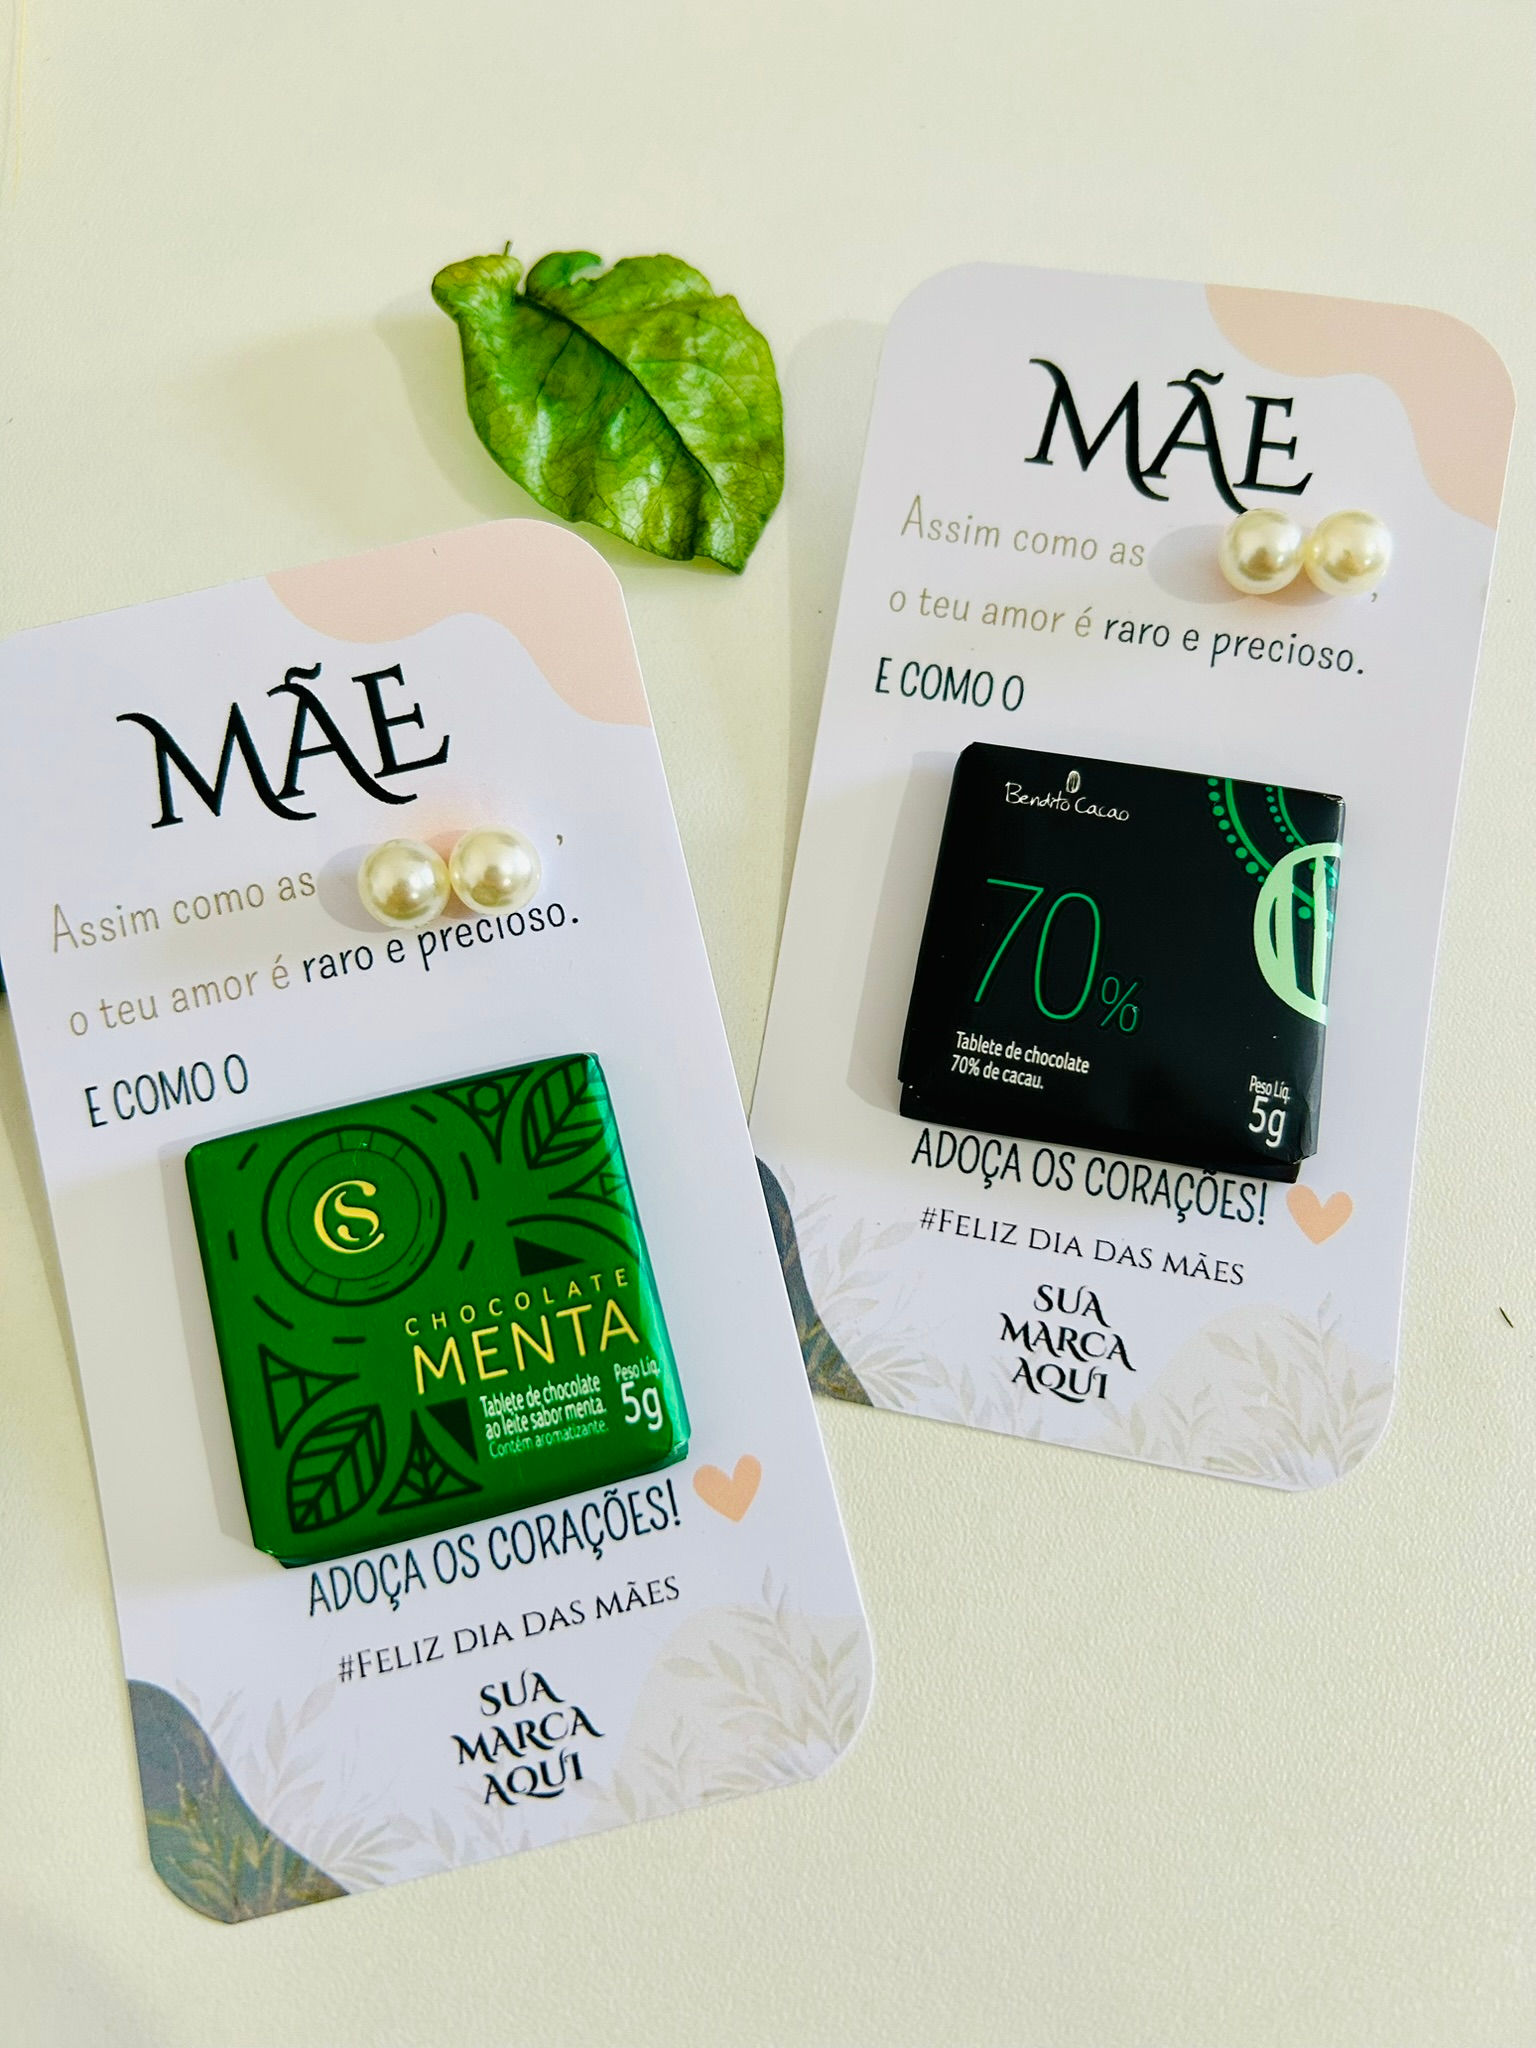 MÃE
Assim como as
,
o teu amor é raro e precioso.
E COMO O
CS
CHOCOLATE
MENTA
Tablete de chocolate
ao leite sabor menta.
Contém aromatizante.
Peso Líq.
5g
ADOÇA OS CORAÇÕES!
#FELIZ DIA DAS MÃES
SUA
MARCA
AQUI
MÃE
Assim como as
,
o teu amor é raro e precioso.
E COMO O
Bendito Cacao
70%
Tablete de chocolate
70% de cacau.
Peso Líq.
5g
ADOÇA OS CORAÇÕES!
#FELIZ DIA DAS MÃES
SUA
MARCA
AQUI